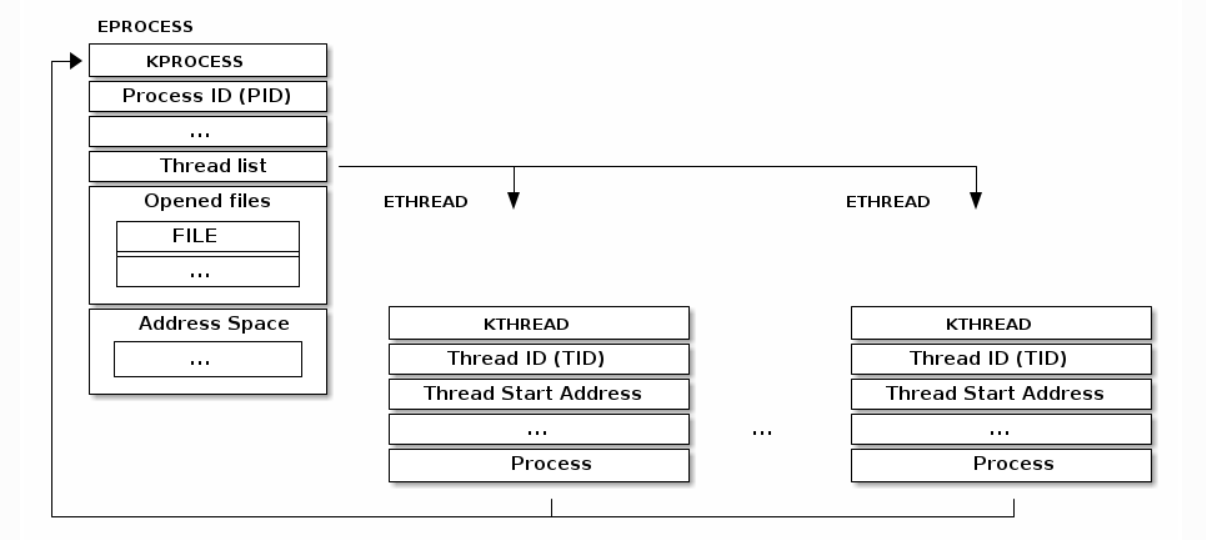 EPROCESS
KPROCESS
Process ID (PID)
...
Thread list
Opened files
FILE
...
Address Space
...
ETHREAD
KTHREAD
Thread ID (TID)
Thread Start Address
...
Process
...
ETHREAD
KTHREAD
Thread ID (TID)
Thread Start Address
...
Process